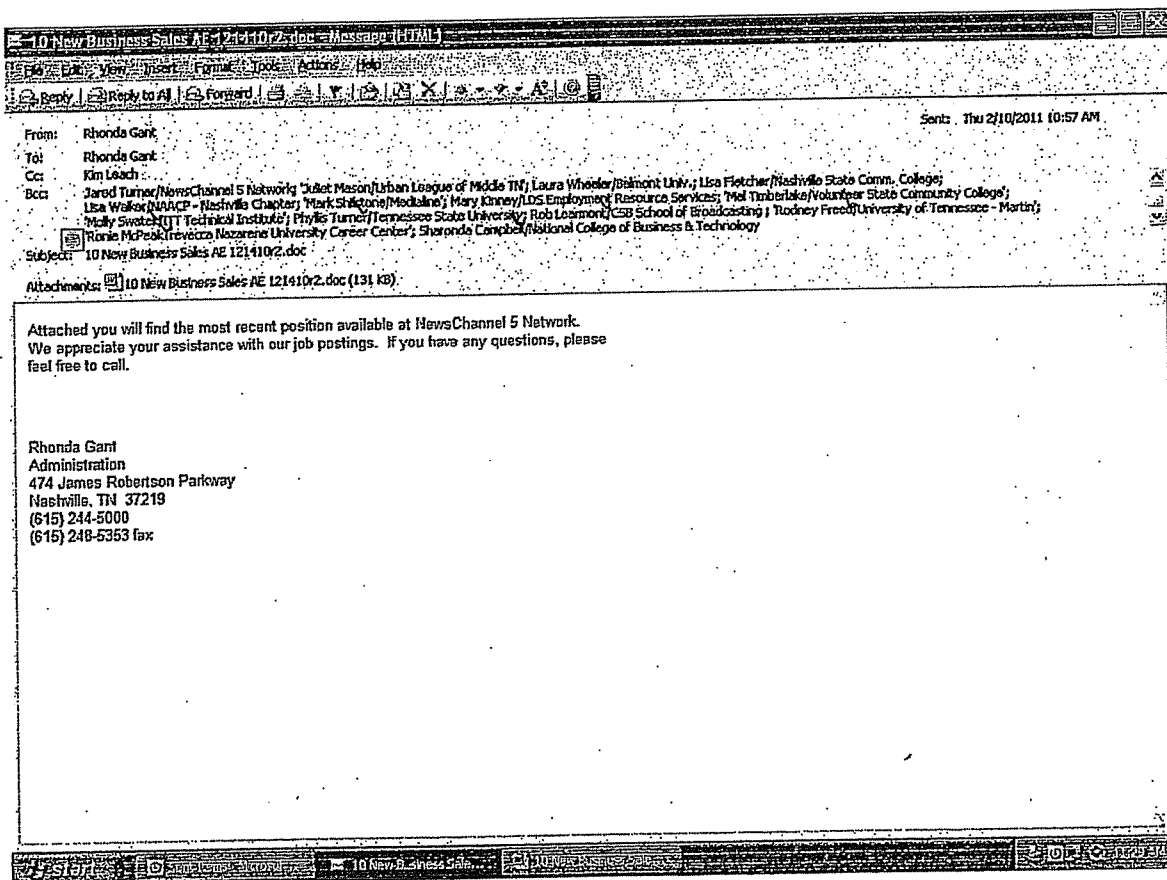 10 New Business Sales AE 121410r2.doc - Message (HTML)
File Edit View Insert Format Tools Actions Help
Reply | Reply to All | Forward
Sent: Thu 2/10/2011 10:57 AM
From: Rhonda Gant
To: Rhonda Gant
Cc: Kim Leach
Bcc: Jared Turner/NewsChannel 5 Network; 'Juliet Mason/Urban League of Middle TN'; Laura Wheeler/Belmont Univ.; Lisa Fletcher/Nashville State Comm. College;
Lisa Walker/NAACP - Nashville Chapter; 'Mark Shilstone/Medialine'; Mary Kinney/LDS Employment Resource Services; 'Mel Timberlake/Volunteer State Community College';
'Molly Swatek/ITT Technical Institute'; Phyllis Turner/Tennessee State University; Rob Learmont/CSB School of Broadcasting ; 'Rodney Freed/University of Tennessee - Martin';
'Ronie McPeak/Trevecca Nazarene University Career Center'; Sharonda Campbell/National College of Business & Technology
Subject: 10 New Business Sales AE 121410r2.doc
Attachments: 10 New Business Sales AE 121410r2.doc (131 KB)
Attached you will find the most recent position available at NewsChannel 5 Network.
We appreciate your assistance with our job postings. If you have any questions, please
feel free to call.
Rhonda Gant
Administration
474 James Robertson Parkway
Nashville, TN 37219
(615) 244-5000
(615) 248-5353 fax
start
10 New Business Sale...